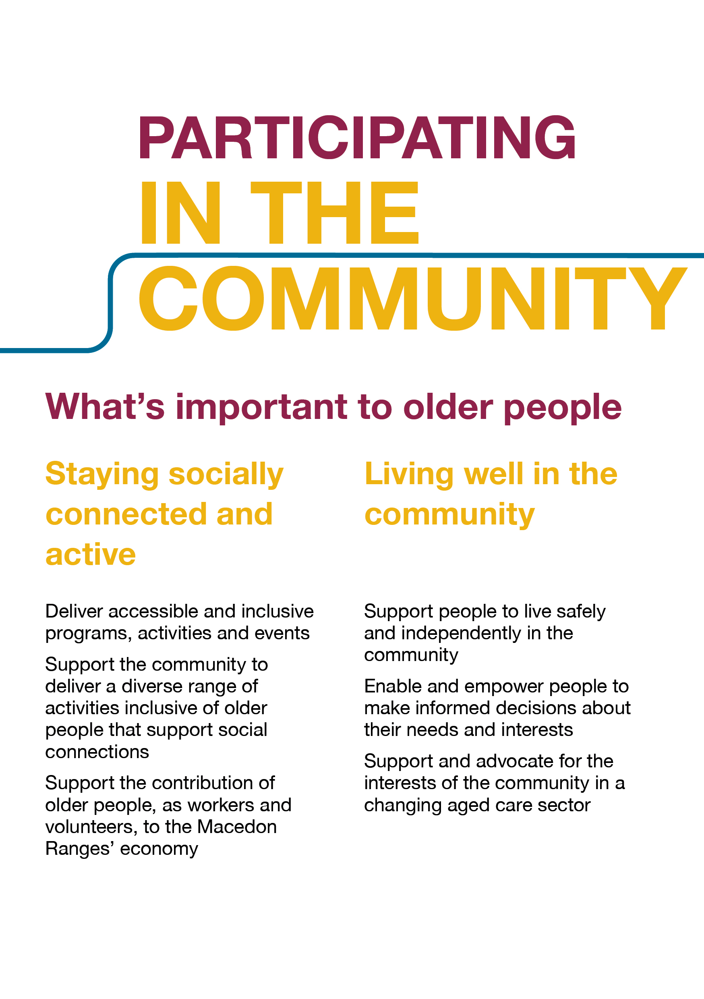 PARTICIPATING
IN THE
COMMUNITY
What’s important to older people
Staying socially
connected and
active
Deliver accessible and inclusive
programs, activities and events
Support the community to
deliver a diverse range of
activities inclusive of older
people that support social
connections
Support the contribution of
older people, as workers and
volunteers, to the Macedon
Ranges’ economy
Living well in the
community
Support people to live safely
and independently in the
community
Enable and empower people to
make informed decisions about
their needs and interests
Support and advocate for the
interests of the community in a
changing aged care sector